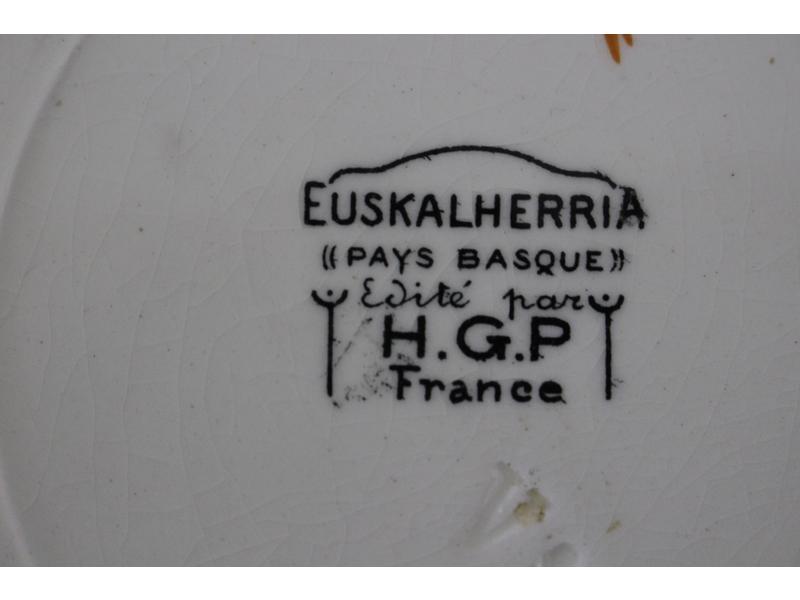 EUSKALHERRIA
((PAYS BASQUE))
Edité par
H.G.P
France